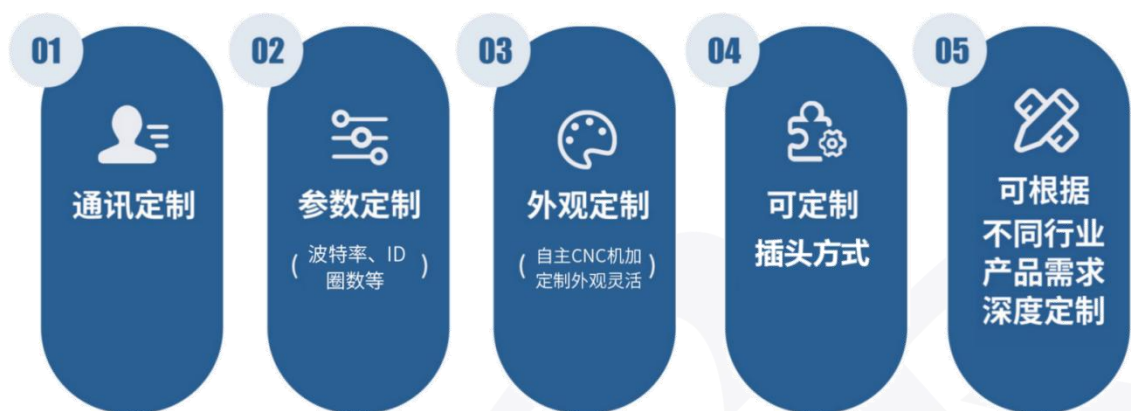 01
通讯定制
02
参数定制
(波特率、ID
圈数等)
03
外观定制
(自主CNC机加
定制外观灵活)
04
可定制
插头方式
05
可根据
不同行业
产品需求
深度定制